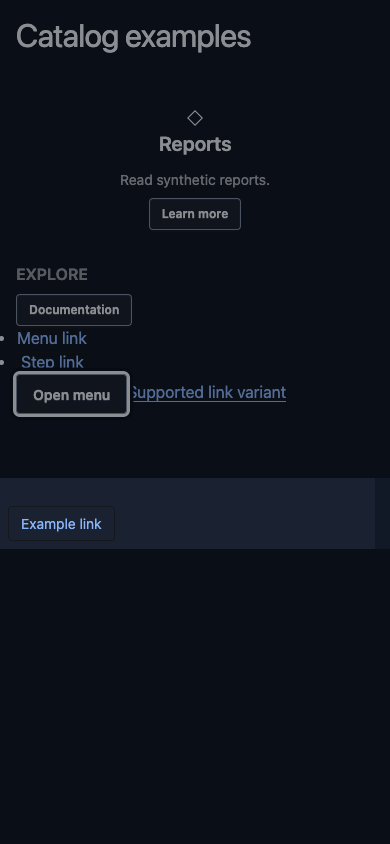 Catalog examples
Reports
Read synthetic reports.
Learn more
EXPLORE
Documentation
Menu link
Step link
Open menu
Supported link variant
Example link